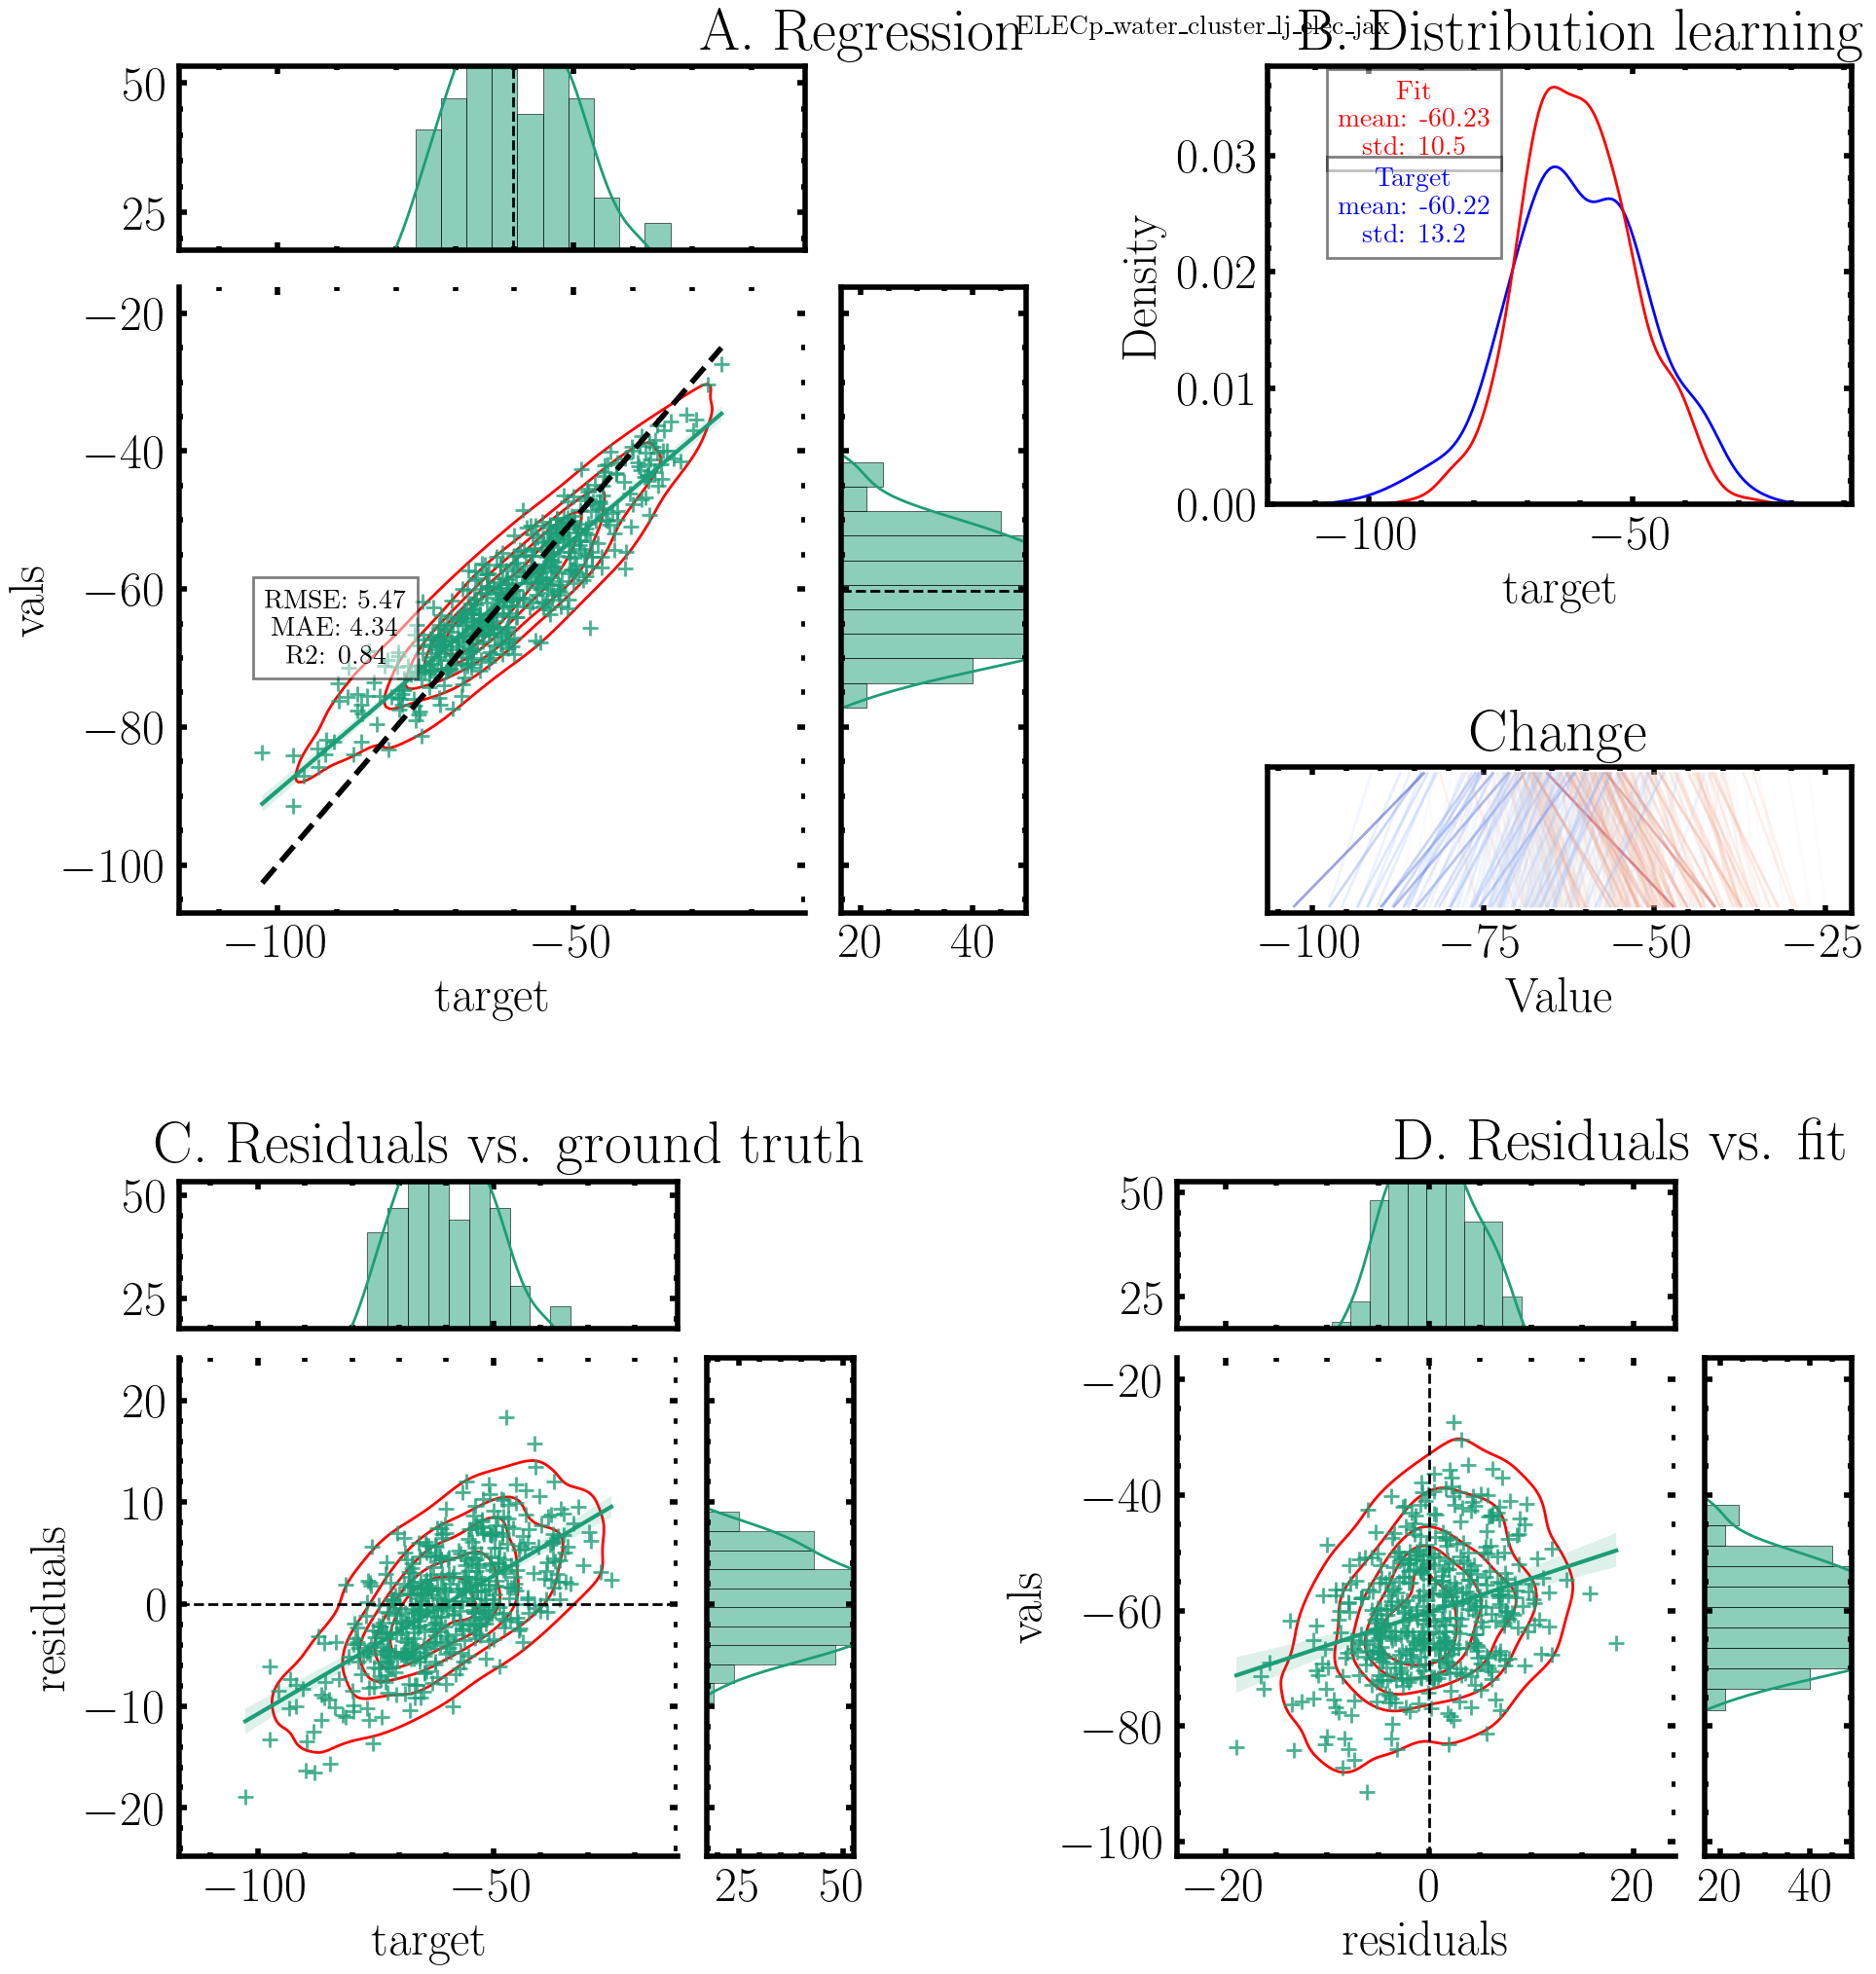 A. Regression
ELECp_water_cluster_lj_elec_jax
B. Distribution learning
50
25
−20
−40
−60
−80
−100
vals
RMSE: 5.47
MAE: 4.34
R2: 0.84
−100 −50
target
20 40
Fit
mean: -60.23
std: 10.5
Target
mean: -60.22
std: 13.2
0.03
0.02
0.01
0.00
Density
−100 −50
target
Change
−100 −75 −50 −25
Value
C. Residuals vs. ground truth
50
25
20
10
0
−10
−20
residuals
−100 −50
target
25 50
D. Residuals vs. fit
50
25
−20
−40
−60
−80
−100
vals
−20 0 20
residuals
20 40